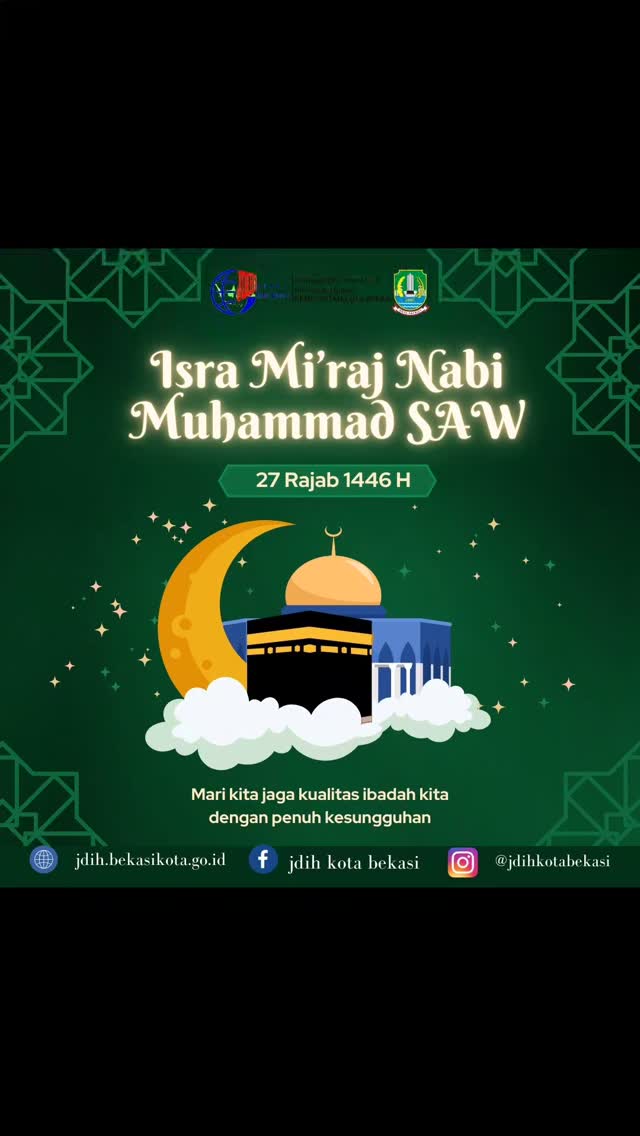 Isra Mi'raj Nabi
Muhammad SAW
27 Rajab 1446 H
Mari kita jaga kualitas ibadah kita
dengan penuh kesungguhan
jdih.bekasikota.go.id
jdih kota bekasi
@jdihkotabekasi